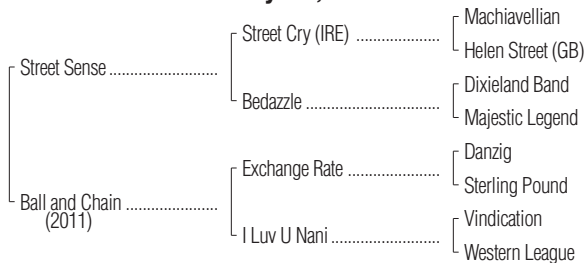 Machiavellian
Street Cry (IRE) ....................
Helen Street (GB)
Street Sense ..........................
Dixieland Band
Bedazzle ................................
Majestic Legend
Danzig
Exchange Rate ......................
Sterling Pound
Ball and Chain ......................
(2011)
Vindication
I Luv U Nani ..........................
Western League